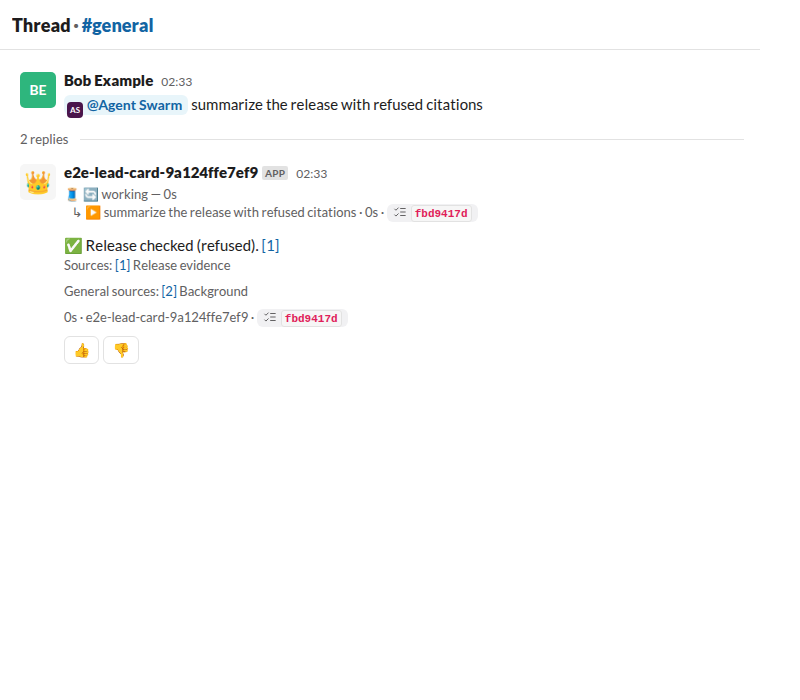 Thread · #general
BE
Bob Example 02:33
AS @Agent Swarm summarize the release with refused citations
2 replies
e2e-lead-card-9a124ffe7ef9 APP 02:33
🧵 🔄 working — 0s
↳ ▶️ summarize the release with refused citations · 0s · fbd9417d
✅ Release checked (refused). [1]
Sources: [1] Release evidence
General sources: [2] Background
0s · e2e-lead-card-9a124ffe7ef9 · fbd9417d
👍 👎